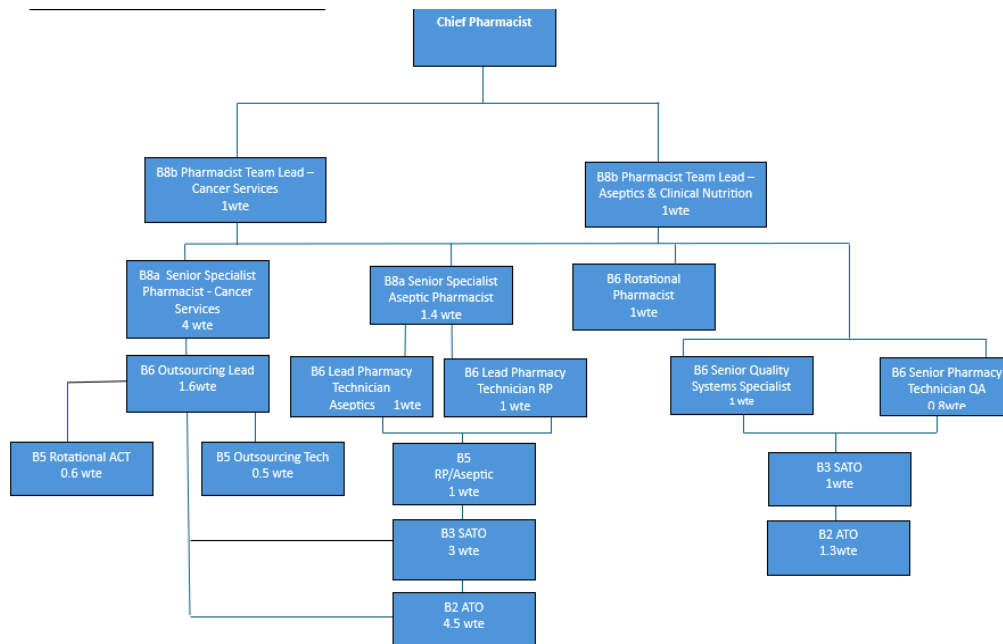 Chief Pharmacist
B8b Pharmacist Team Lead –
Cancer Services
1wte
B8b Pharmacist Team Lead –
Aseptics & Clinical Nutrition
1wte
B8a Senior Specialist
Pharmacist - Cancer
Services
4 wte
B8a Senior Specialist
Aseptic Pharmacist
1.4 wte
B6 Rotational
Pharmacist
1wte
B6 Outsourcing Lead
1.6wte
B6 Lead Pharmacy
Technician
Aseptics 1wte
B6 Lead Pharmacy
Technician RP
1 wte
B6 Senior Quality
Systems Specialist
1 wte
B6 Senior Pharmacy
Technician QA
0.8wte
B5 Rotational ACT
0.6 wte
B5 Outsourcing Tech
0.5 wte
B5
RP/Aseptic
1 wte
B3 SATO
1wte
B3 SATO
3 wte
B2 ATO
1.3wte
B2 ATO
4.5 wte